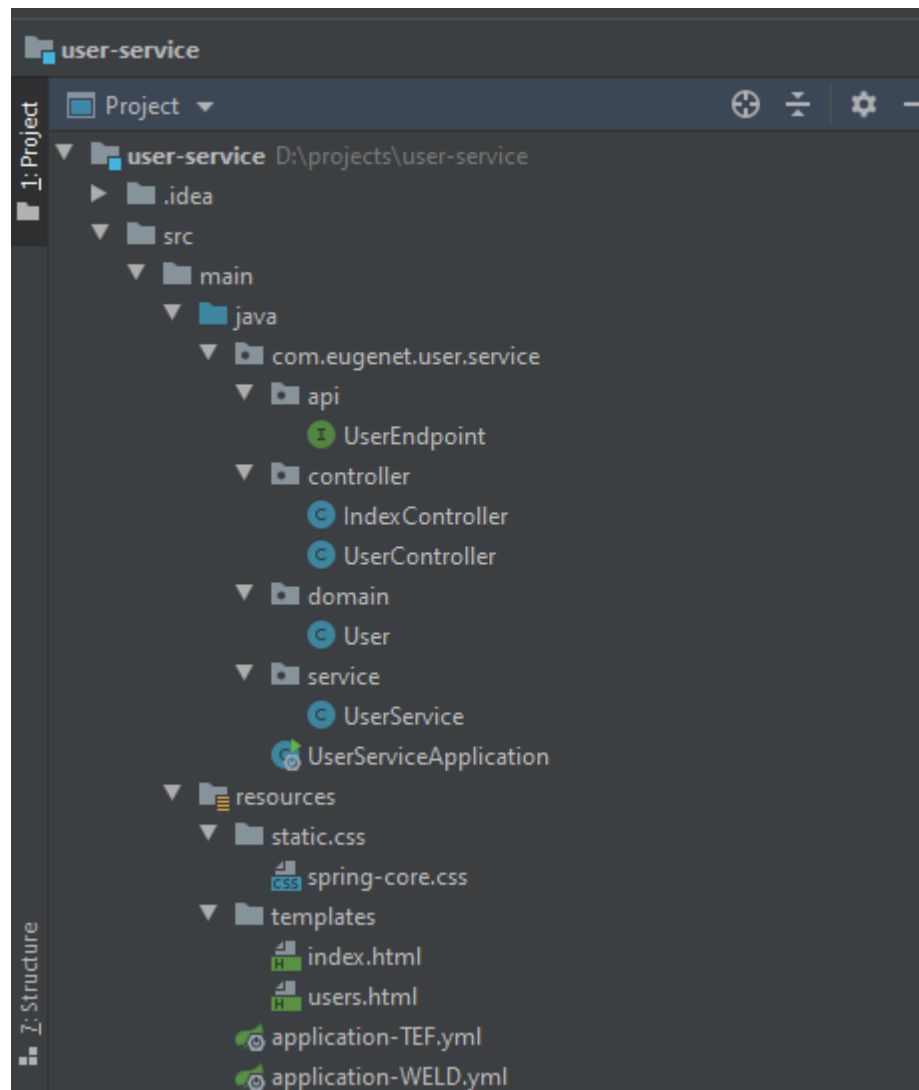 user-service
1: Project
Project
user-service D:\projects\user-service
.idea
src
main
java
com.eugenet.user.service
api
I UserEndpoint
controller
C IndexController
C UserController
domain
C User
service
C UserService
UserServiceApplication
resources
static.css
CSS spring-core.css
templates
H index.html
H users.html
application-TEF.yml
application-WELD.yml
7: Structure